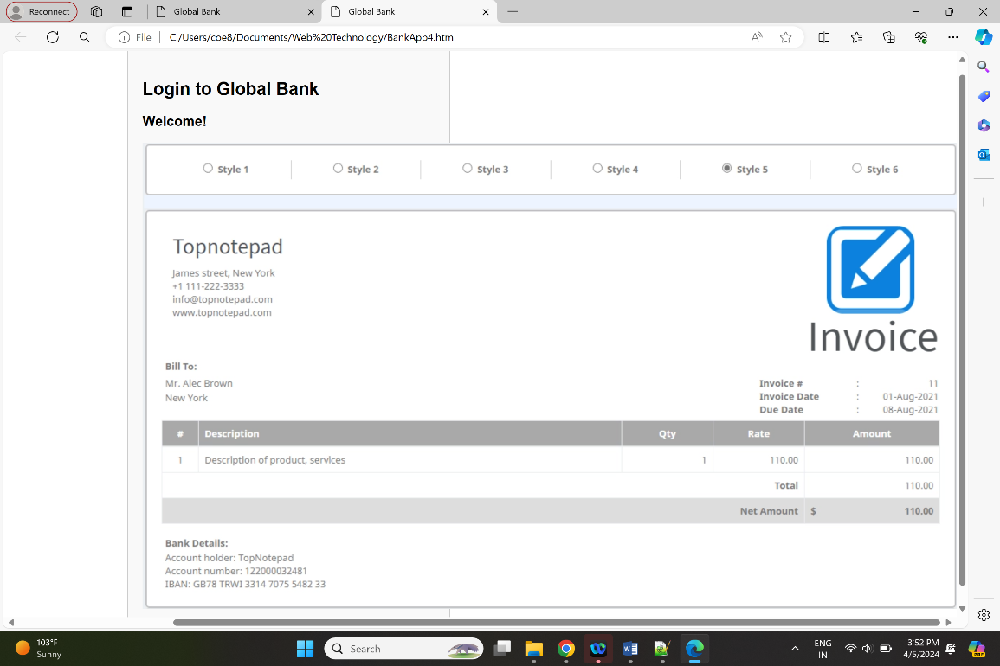 Reconnect
Global Bank
Global Bank
File
C:/Users/coe8/Documents/Web%20Technology/BankApp4.html
Login to Global Bank
Welcome!
Style 1 Style 2 Style 3 Style 4 Style 5 Style 6
Topnotepad
James street, New York
+1 111-222-3333
info@topnotepad.com
www.topnotepad.com
Invoice
Bill To:
Mr. Alec Brown
New York
Invoice # : 11
Invoice Date : 01-Aug-2021
Due Date : 08-Aug-2021
# Description Qty Rate Amount
1 Description of product, services 1 110.00 110.00
Total 110.00
Net Amount $ 110.00
Bank Details:
Account holder: TopNotepad
Account number: 122000032481
IBAN: GB78 TRWI 3314 7075 5482 33
103°F
Sunny
Search
ENG
IN
3:52 PM
4/5/2024